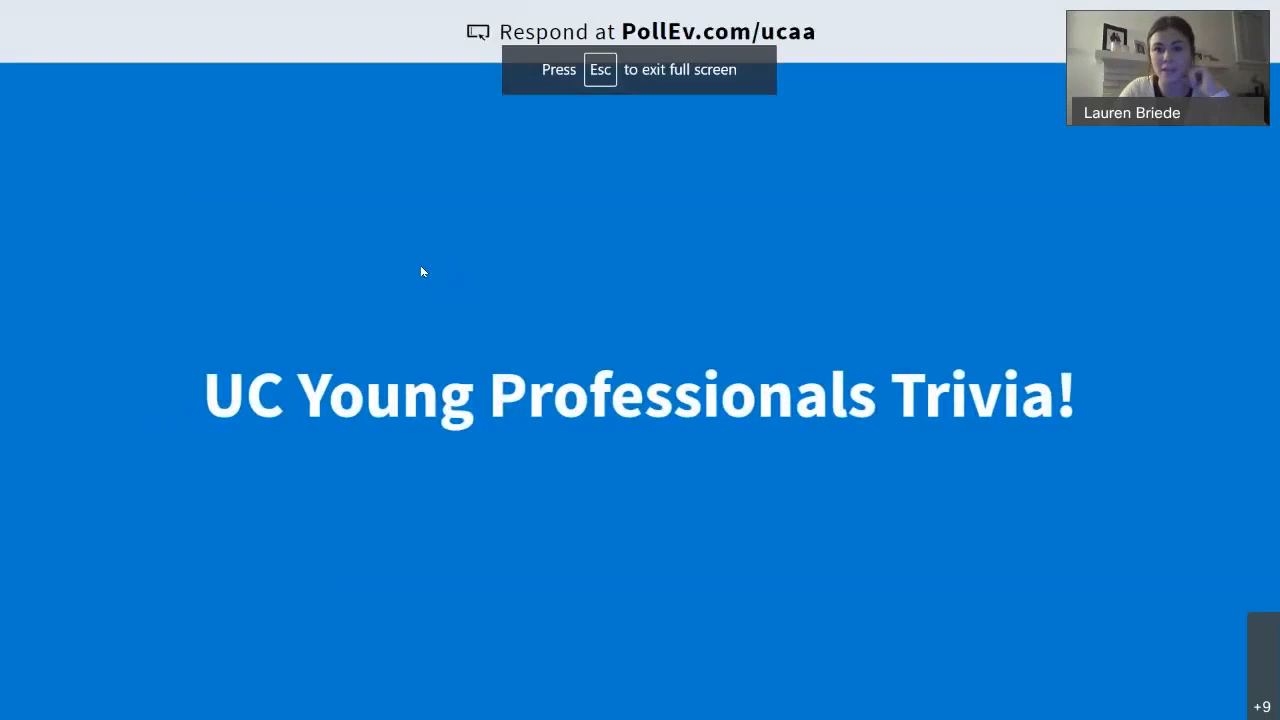 Respond at PollEv.com/ucaa
Press Esc to exit full screen
Lauren Briede
UC Young Professionals Trivia!
+9